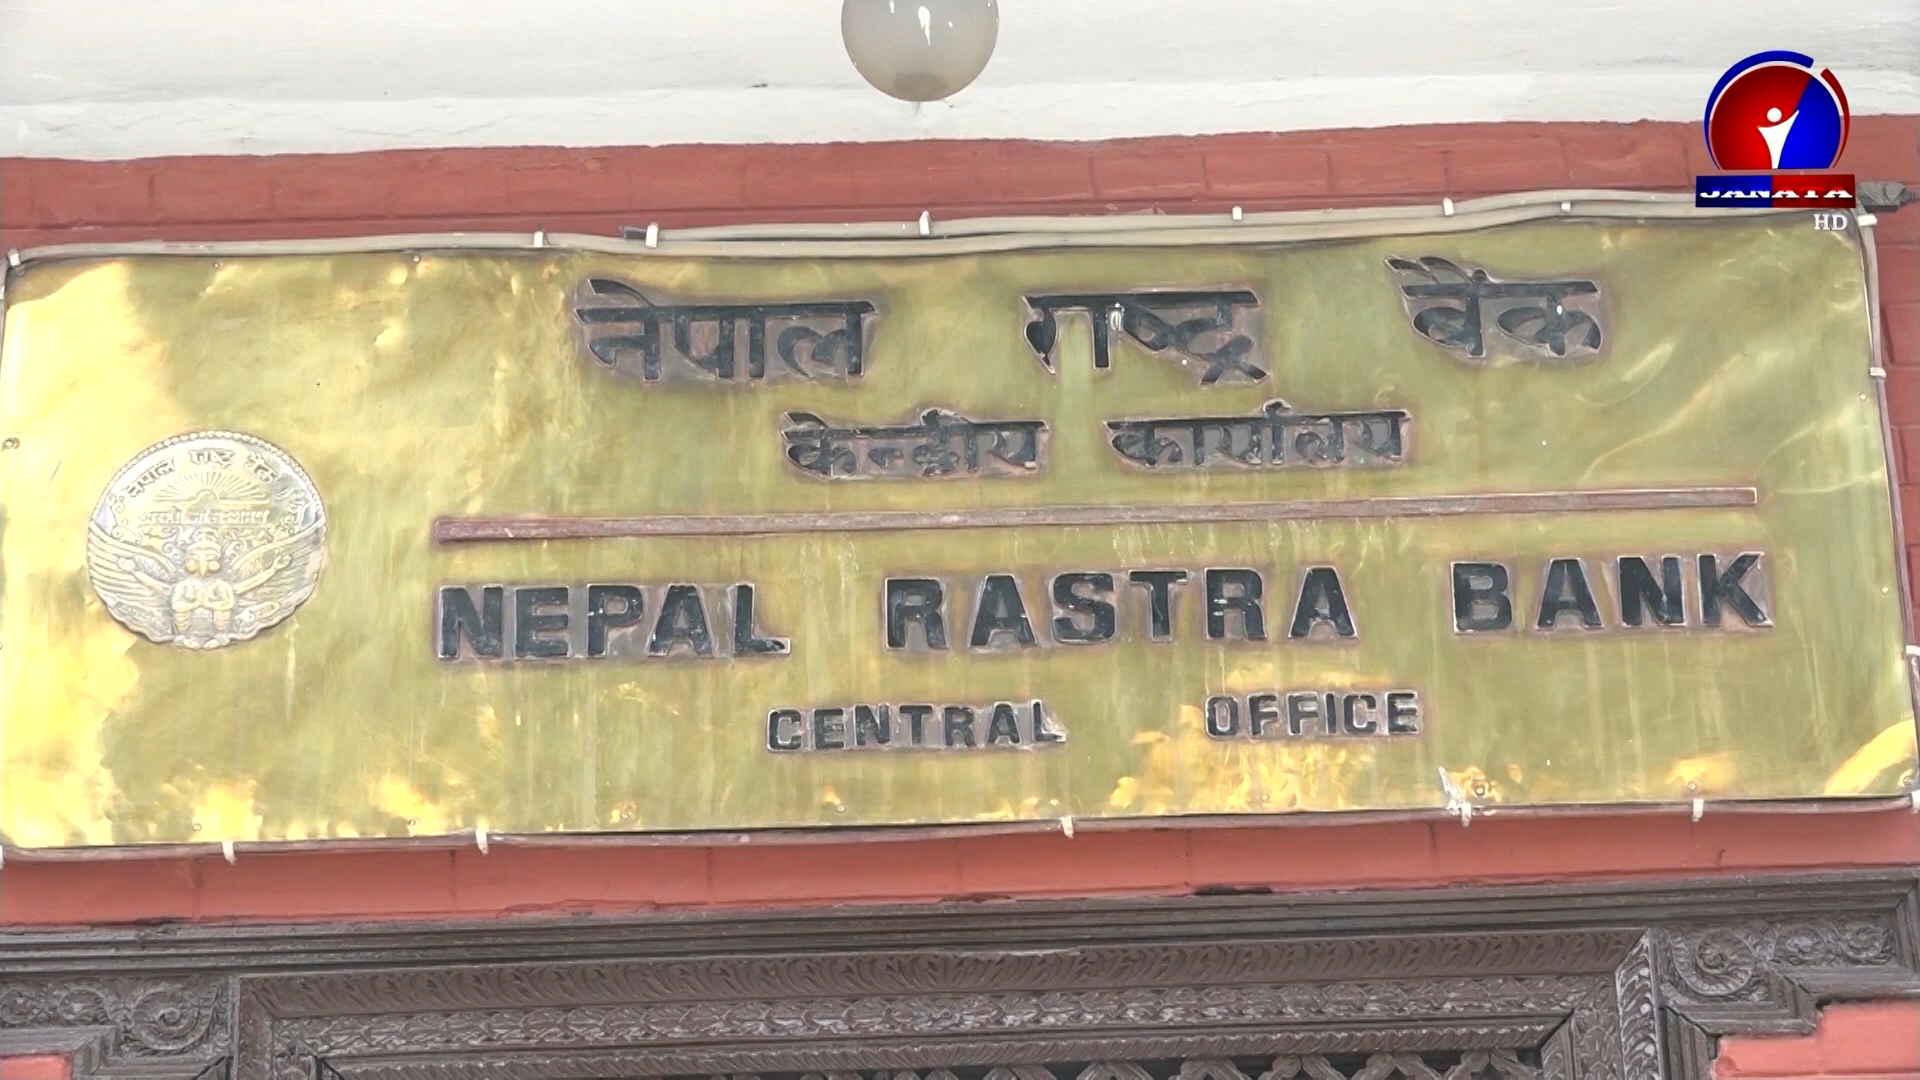 JANATA
HD
नेपाल राष्ट्र बैंक
केन्द्रीय कार्यालय
नेपाल राष्ट्र बैंक
NEPAL RASTRA BANK
CENTRAL OFFICE